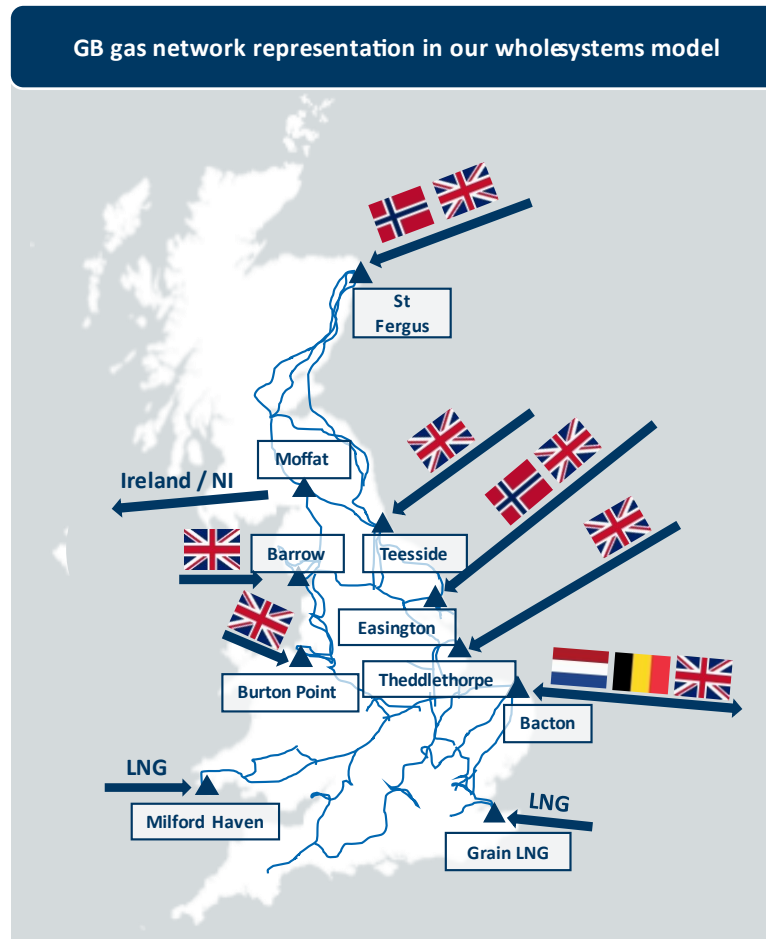 GB gas network representation in our wholesystems model
St
Fergus
Moffat
Ireland / NI
Barrow
Teesside
Easington
Theddlethorpe
Burton Point
Bacton
LNG
Milford Haven
LNG
Grain LNG